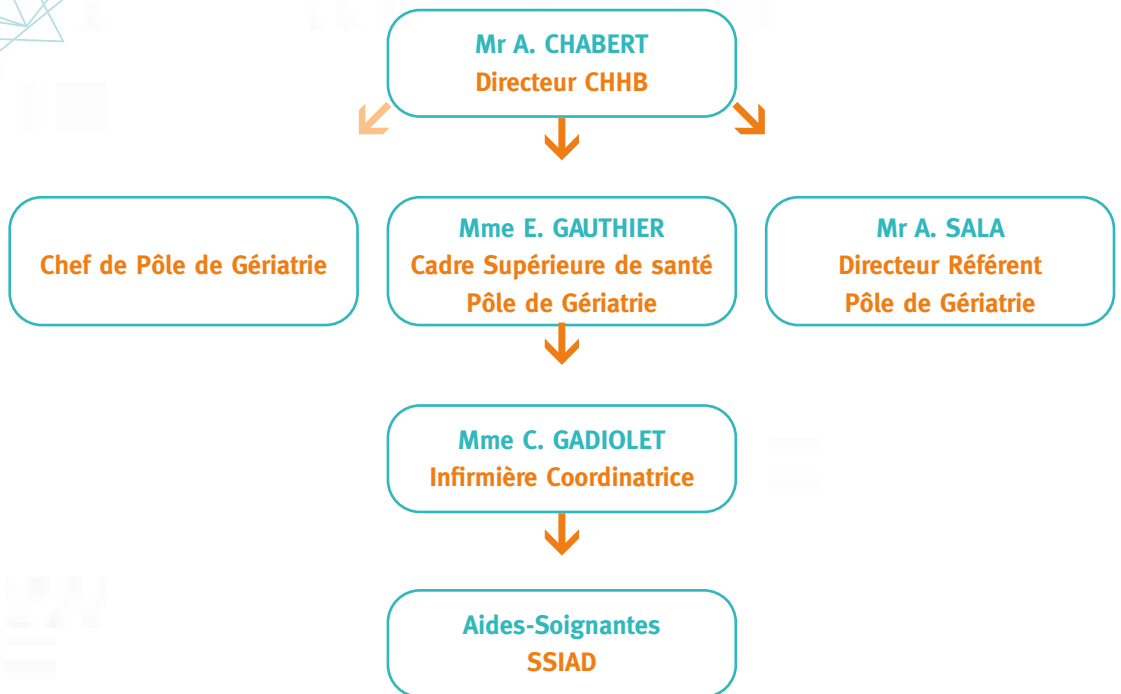 Mr A. CHABERT
Directeur CHHB
Chef de Pôle de Gériatrie
Mme E. GAUTHIER
Cadre Supérieure de santé
Pôle de Gériatrie
Mr A. SALA
Directeur Référent
Pôle de Gériatrie
Mme C. GADIOLET
Infirmière Coordinatrice
Aides-Soignantes
SSIAD